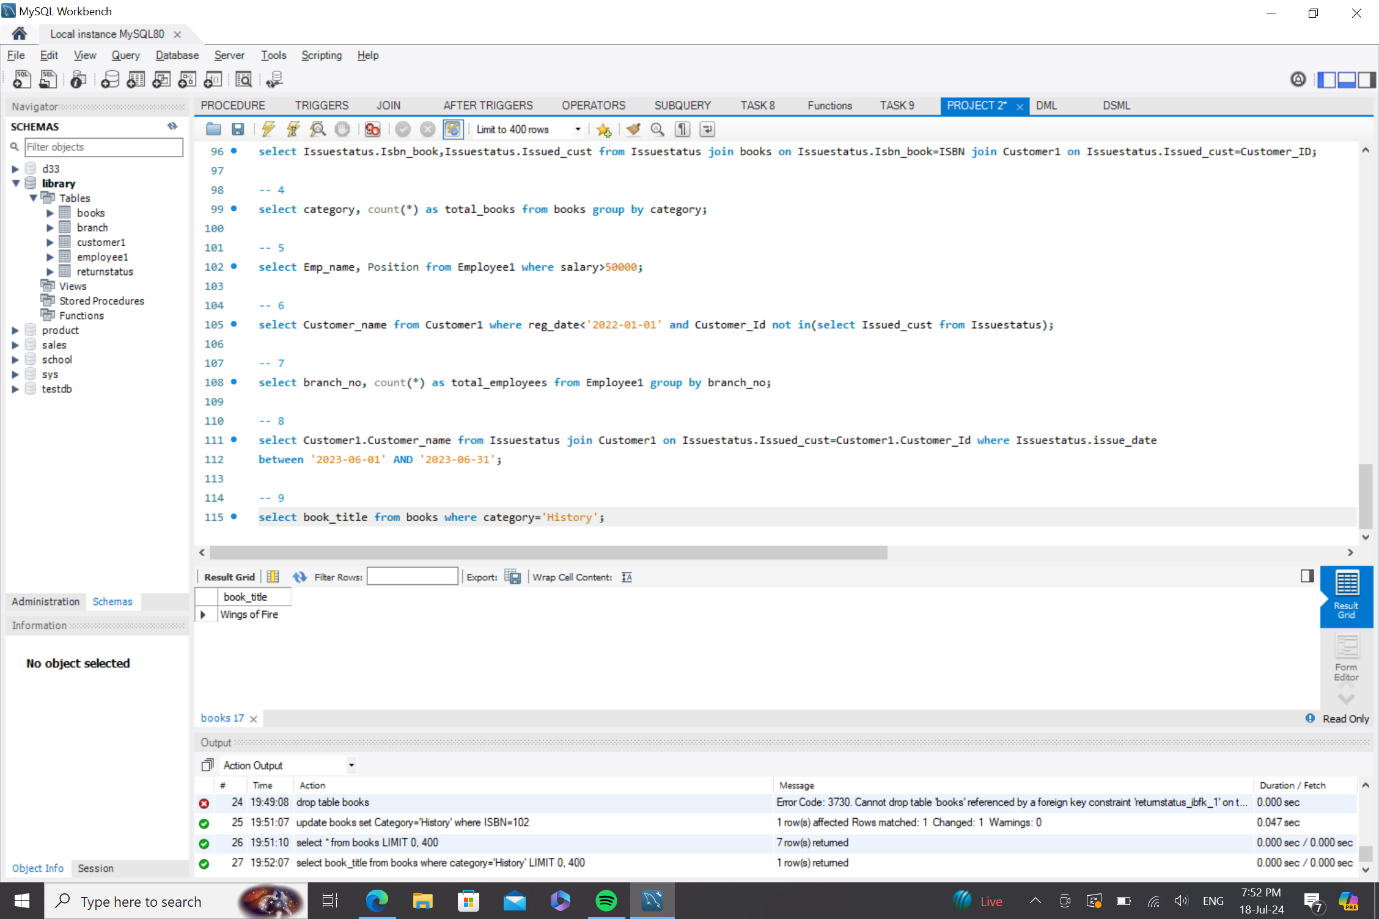 MySQL Workbench
Local instance MySQL80
File Edit View Query Database Server Tools Scripting Help
Navigator
SCHEMAS
Filter objects
d33
library
Tables
books
branch
customer1
employee1
returnstatus
Views
Stored Procedures
Functions
product
sales
school
sys
testdb
Administration Schemas
Information
No object selected
Object Info Session
PROCEDURE TRIGGERS JOIN AFTER TRIGGERS OPERATORS SUBQUERY TASK 8 Functions TASK 9 PROJECT 2* DML DSML
Limit to 400 rows
96 select Issuestatus.Isbn_book,Issuestatus.Issued_cust from Issuestatus join books on Issuestatus.Isbn_book=ISBN join Customer1 on Issuestatus.Issued_cust=Customer_ID;
97
98 -- 4
99 select category, count(*) as total_books from books group by category;
100
101 -- 5
102 select Emp_name, Position from Employee1 where salary>50000;
103
104 -- 6
105 select Customer_name from Customer1 where reg_date<'2022-01-01' and Customer_Id not in(select Issued_cust from Issuestatus);
106
107 -- 7
108 select branch_no, count(*) as total_employees from Employee1 group by branch_no;
109
110 -- 8
111 select Customer1.Customer_name from Issuestatus join Customer1 on Issuestatus.Issued_cust=Customer1.Customer_Id where Issuestatus.issue_date
112 between '2023-06-01' AND '2023-06-31';
113
114 -- 9
115 select book_title from books where category='History';
Result Grid Filter Rows: Export: Wrap Cell Content:
book_title
Wings of Fire
Result Grid
Form Editor
books 17
Read Only
Output
Action Output
# Time Action Message Duration / Fetch
24 19:49:08 drop table books Error Code: 3730. Cannot drop table 'books' referenced by a foreign key constraint 'returnstatus_ibfk_1' on t... 0.000 sec
25 19:51:07 update books set Category='History' where ISBN=102 1 row(s) affected Rows matched: 1 Changed: 1 Warnings: 0 0.047 sec
26 19:51:10 select * from books LIMIT 0, 400 7 row(s) returned 0.000 sec / 0.000 sec
27 19:52:07 select book_title from books where category='History' LIMIT 0, 400 1 row(s) returned 0.000 sec / 0.000 sec
Type here to search
Live
ENG
7:52 PM
18-Jul-24
7
PRE